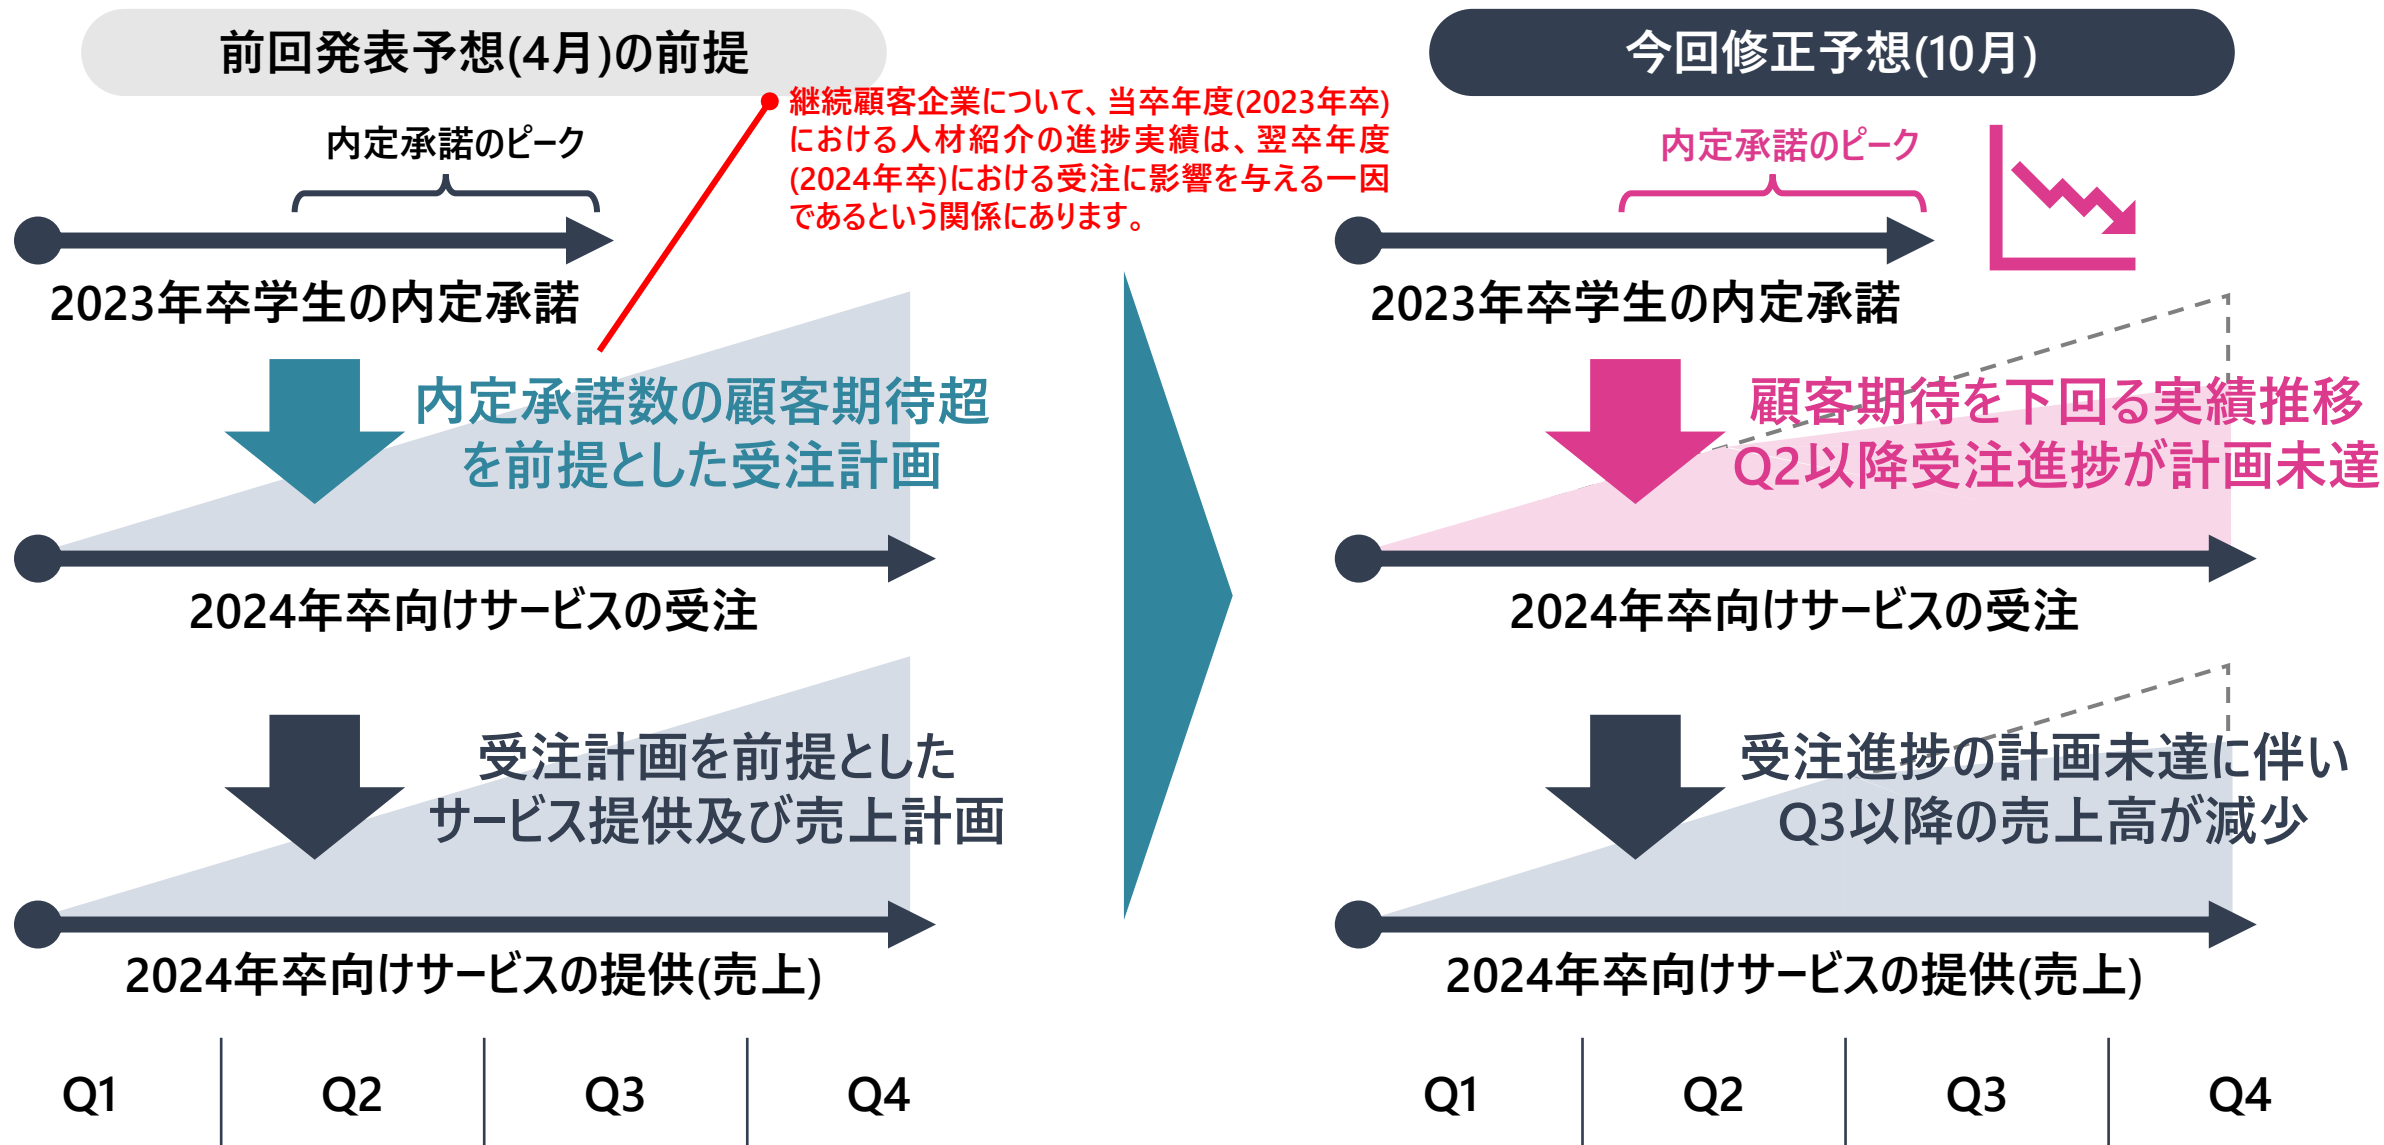 前回発表予想(4月)の前提
継続顧客企業について、当卒年度(2023年卒)
における人材紹介の進捗実績は、翌卒年度
(2024年卒)における受注に影響を与える一因
であるという関係にあります。
内定承諾のピーク
2023年卒学生の内定承諾
内定承諾数の顧客期待超
を前提とした受注計画
2024年卒向けサービスの受注
受注計画を前提とした
サービス提供及び売上計画
2024年卒向けサービスの提供(売上)
Q1
Q2
Q3
Q4
今回修正予想(10月)
内定承諾のピーク
2023年卒学生の内定承諾
顧客期待を下回る実績推移
Q2以降受注進捗が計画未達
2024年卒向けサービスの受注
受注進捗の計画未達に伴い
Q3以降の売上高が減少
2024年卒向けサービスの提供(売上)
Q1
Q2
Q3
Q4